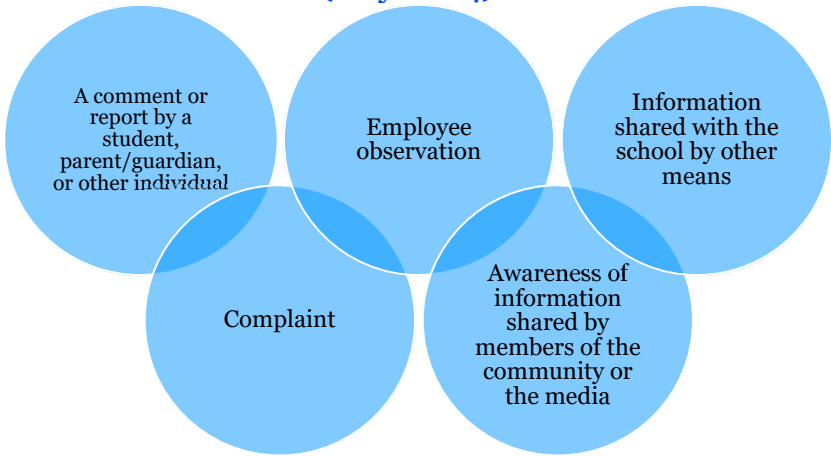 A comment or
report by a
student,
parent/guardian,
or other individual
Employee
observation
Information
shared with the
school by other
means
Complaint
Awareness of
information
shared by
members of the
community or
the media